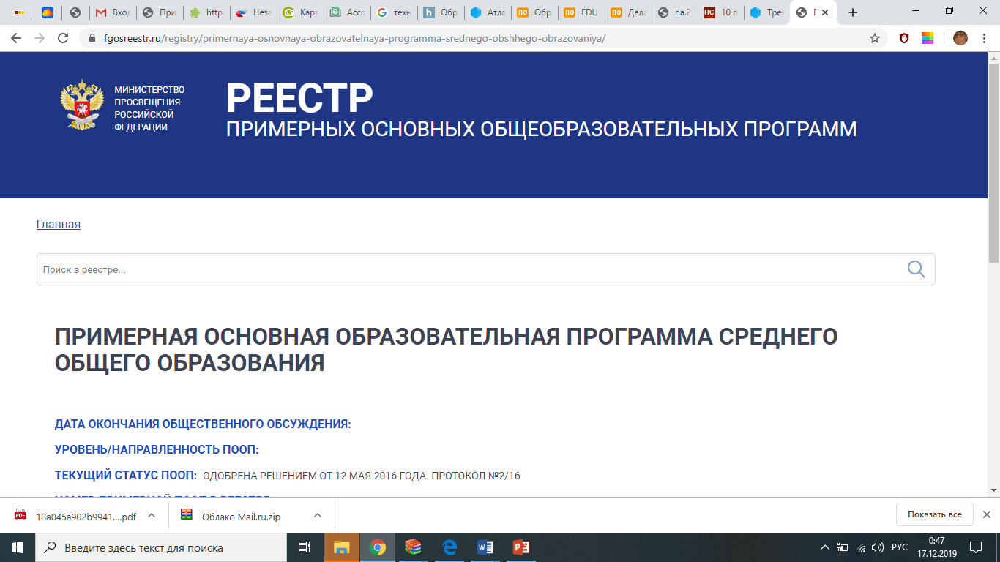 Вход
При
http:
Неза
Карт
Ассо
техн
Обр
Атла
Обр
EDU
Дела
na.2
10 п
Трен
fgosreestr.ru/registry/primernaya-osnovnaya-obrazovatelnaya-programma-srednego-obshhego-obrazovaniya/
МИНИСТЕРСТВО
ПРОСВЕЩЕНИЯ
РОССИЙСКОЙ
ФЕДЕРАЦИИ
РЕЕСТР
ПРИМЕРНЫХ ОСНОВНЫХ ОБЩЕОБРАЗОВАТЕЛЬНЫХ ПРОГРАММ
Главная
Поиск в реестре...
ПРИМЕРНАЯ ОСНОВНАЯ ОБРАЗОВАТЕЛЬНАЯ ПРОГРАММА СРЕДНЕГО
ОБЩЕГО ОБРАЗОВАНИЯ
ДАТА ОКОНЧАНИЯ ОБЩЕСТВЕННОГО ОБСУЖДЕНИЯ:
УРОВЕНЬ/НАПРАВЛЕННОСТЬ ПООП:
ТЕКУЩИЙ СТАТУС ПООП: ОДОБРЕНА РЕШЕНИЕМ ОТ 12 МАЯ 2016 ГОДА. ПРОТОКОЛ №2/16
18a045a902b9941....pdf
Облако Mail.ru.zip
Показать все
Введите здесь текст для поиска
РУС
0:47
17.12.2019